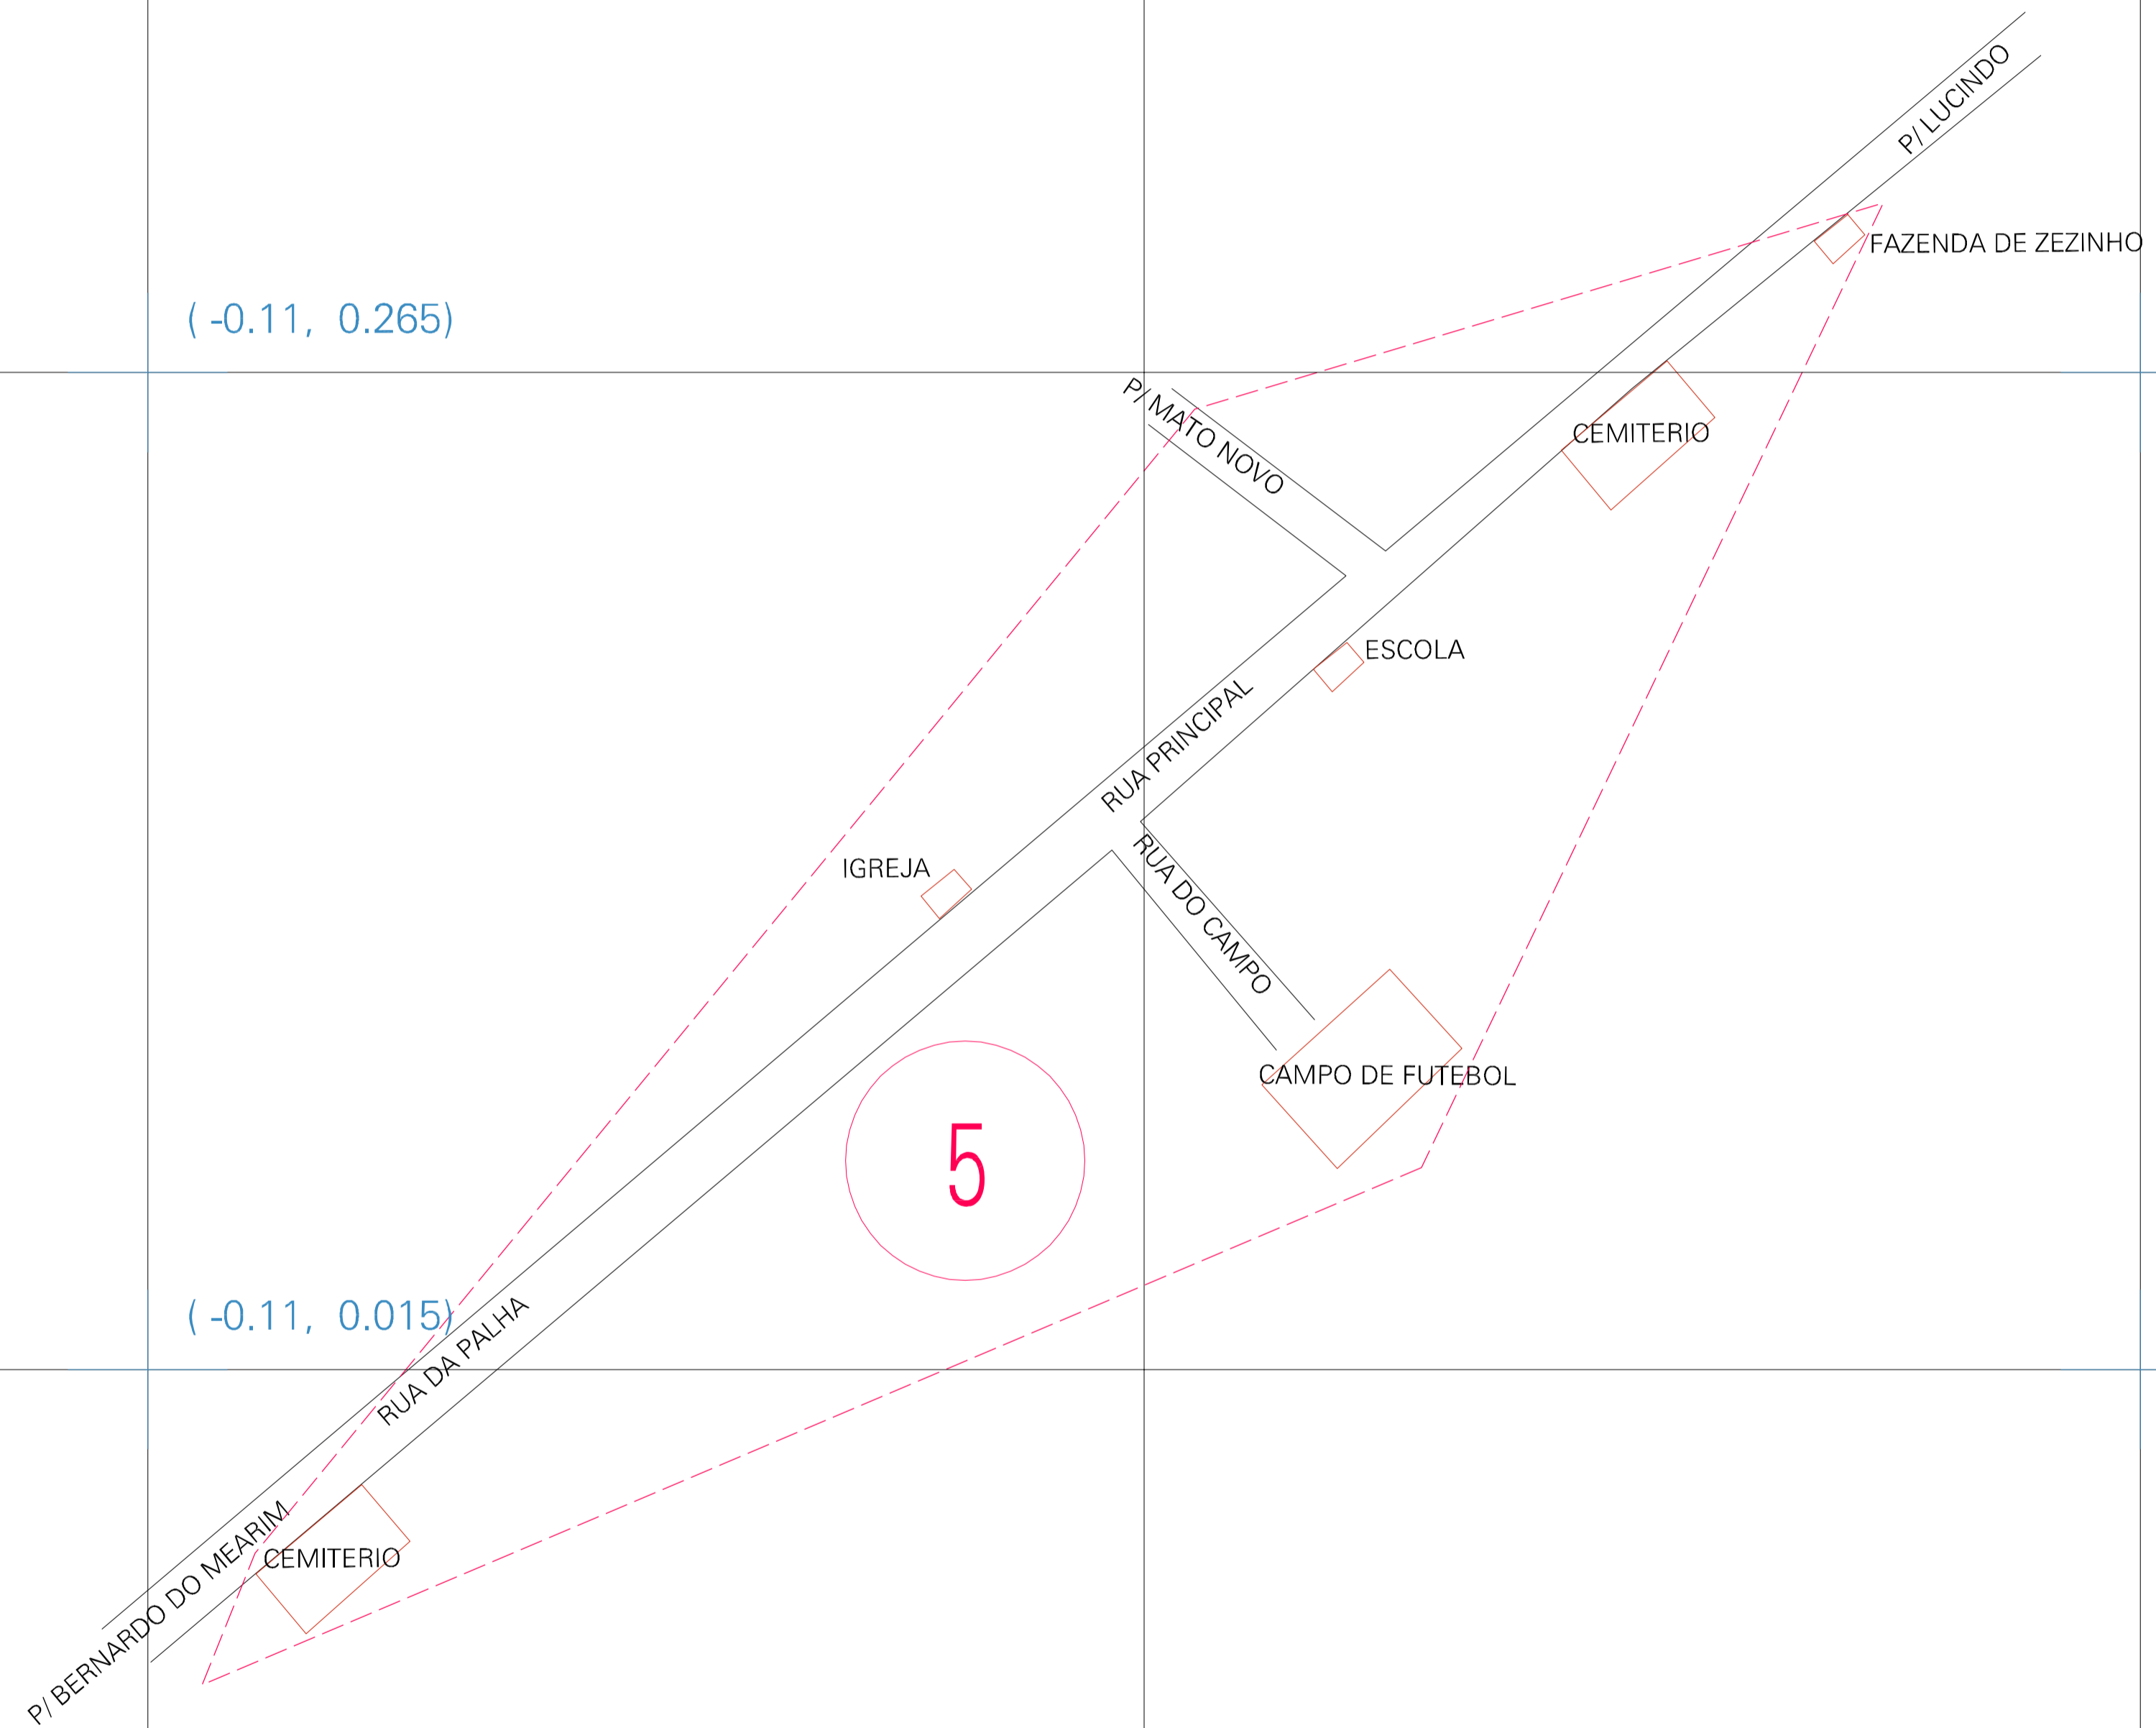 P/ LUCINDO
FAZENDA DE ZEZINHO
( -0.11, 0.265)
P/ MATO NOVO
CEMITERIO
ESCOLA
RUA PRINCIPAL
IGREJA
RUA DO CAMPO
CAMPO DE FUTEBOL
5
( -0.11, 0.015)
RUA DA PALHA
CEMITERIO
P/ BERNARDO DO MEARIM